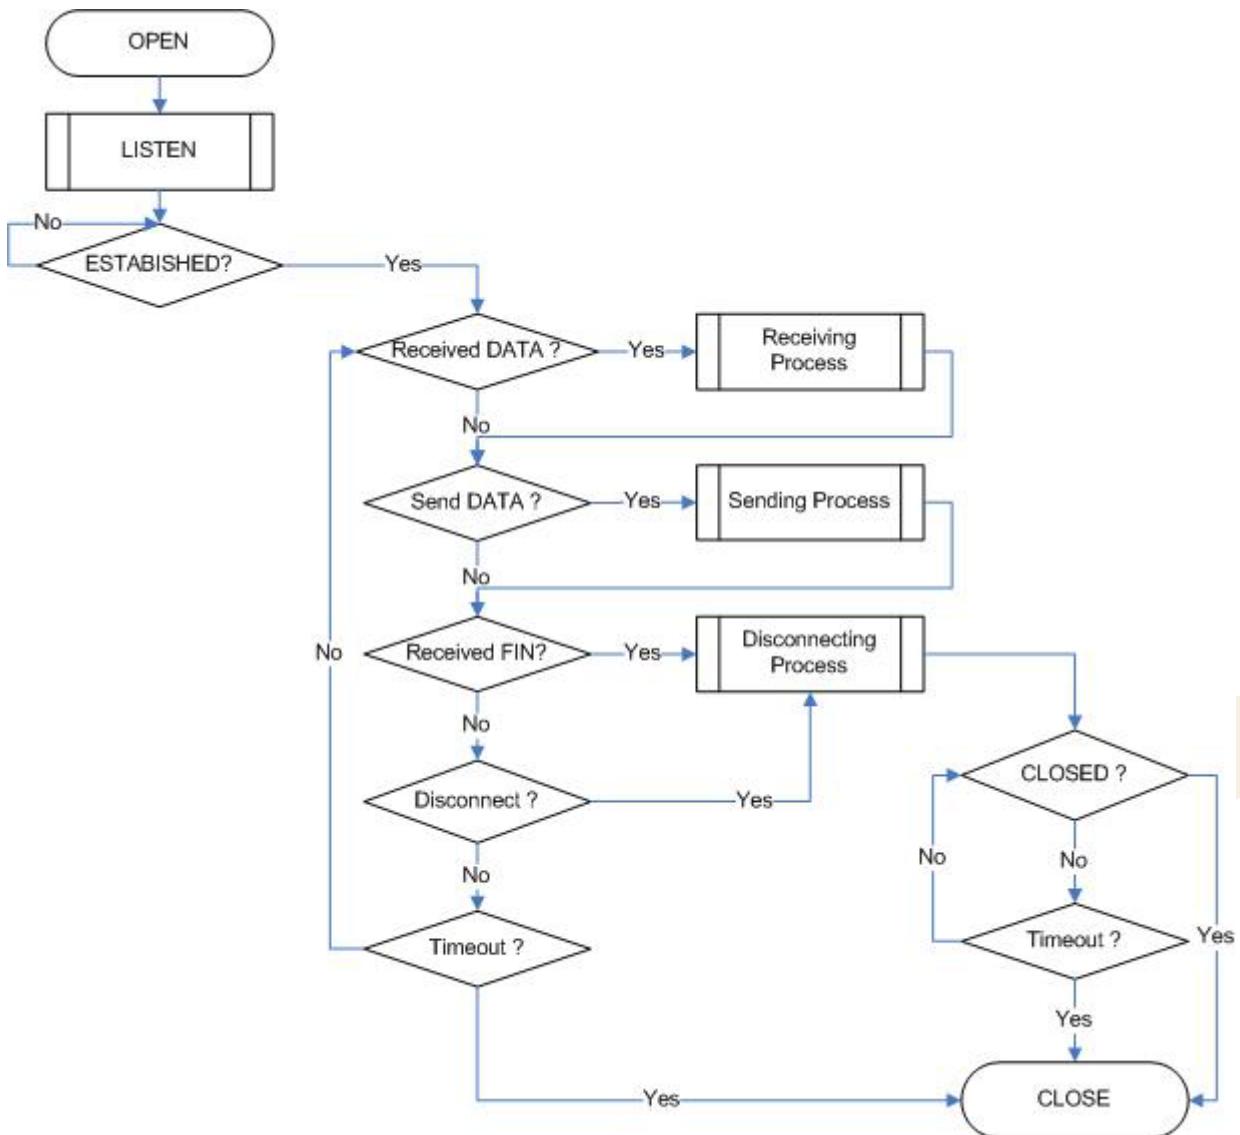 OPEN
LISTEN
No
ESTABISHED?
Yes
Received DATA ?
Yes
Receiving
Process
No
Send DATA ?
Yes
Sending Process
No
Received FIN?
Yes
Disconnecting
Process
No
No
Disconnect ?
Yes
CLOSED ?
No
No
No
Timeout ?
Timeout ?
Yes
Yes
Yes
CLOSE